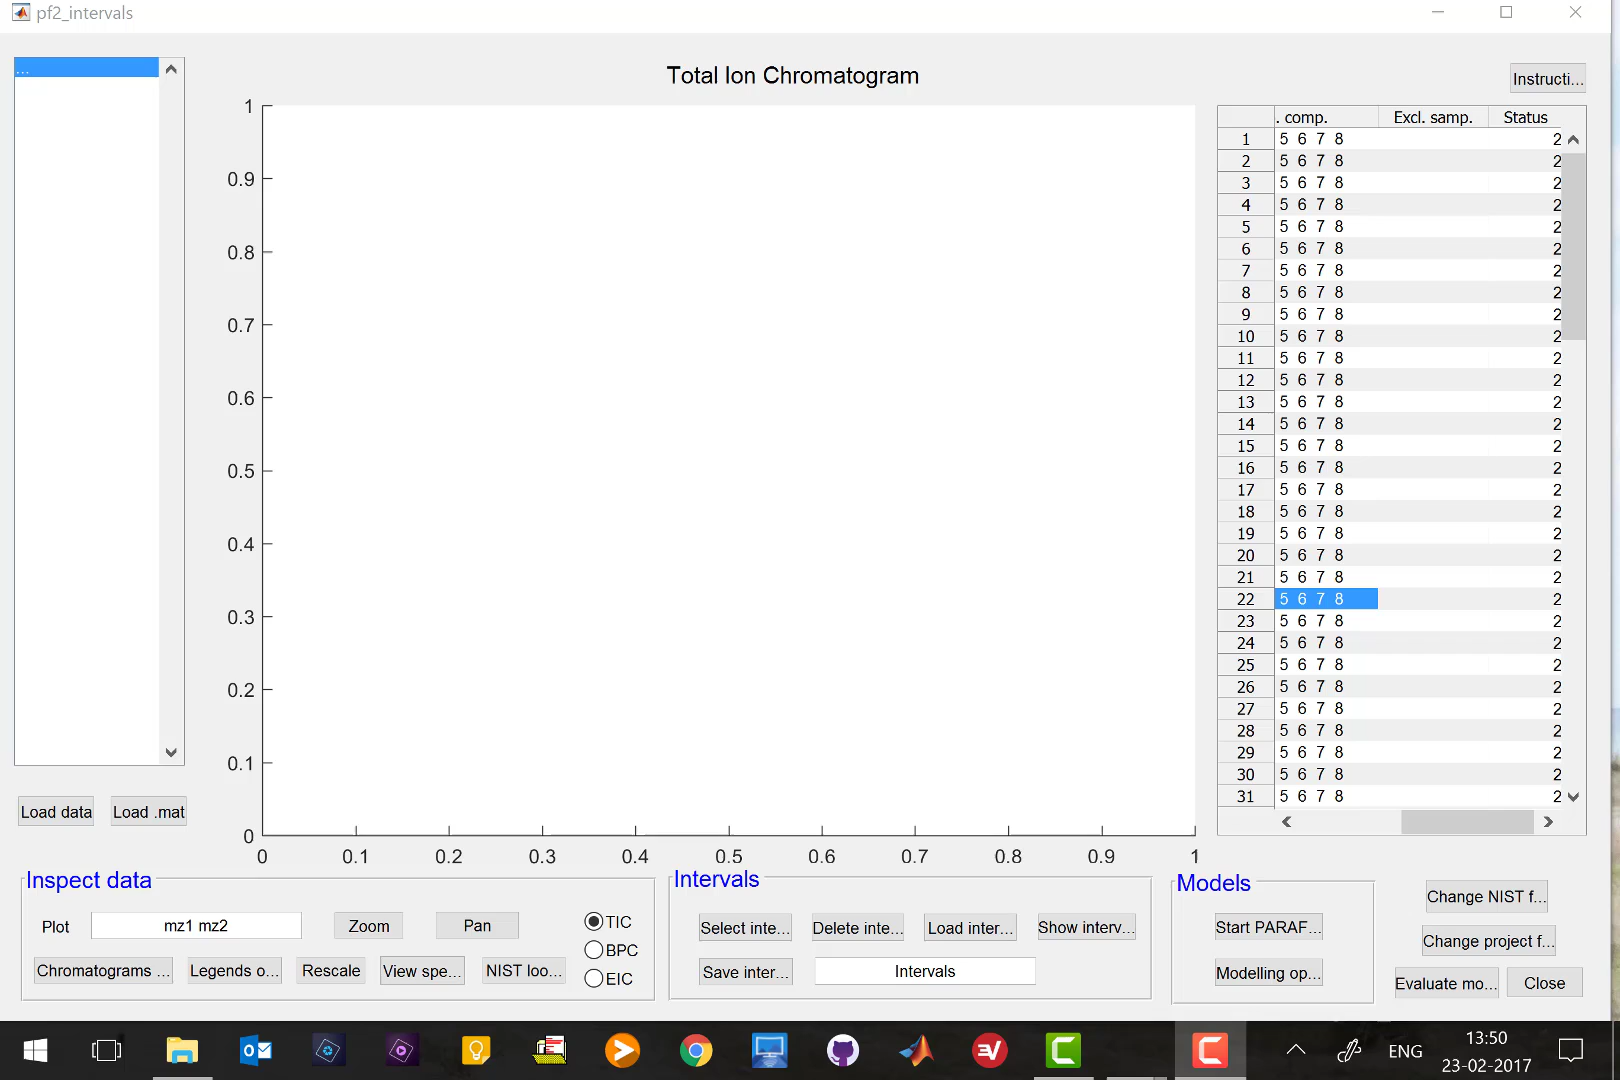 pf2_intervals
...
Total Ion Chromatogram
Instructi...
1
0.9
0.8
0.7
0.6
0.5
0.4
0.3
0.2
0.1
0
0 0.1 0.2 0.3 0.4 0.5 0.6 0.7 0.8 0.9 1
. comp. Excl. samp. Status
1 5 6 7 8 2
2 5 6 7 8 2
3 5 6 7 8 2
4 5 6 7 8 2
5 5 6 7 8 2
6 5 6 7 8 2
7 5 6 7 8 2
8 5 6 7 8 2
9 5 6 7 8 2
10 5 6 7 8 2
11 5 6 7 8 2
12 5 6 7 8 2
13 5 6 7 8 2
14 5 6 7 8 2
15 5 6 7 8 2
16 5 6 7 8 2
17 5 6 7 8 2
18 5 6 7 8 2
19 5 6 7 8 2
20 5 6 7 8 2
21 5 6 7 8 2
22 5 6 7 8 2
23 5 6 7 8 2
24 5 6 7 8 2
25 5 6 7 8 2
26 5 6 7 8 2
27 5 6 7 8 2
28 5 6 7 8 2
29 5 6 7 8 2
30 5 6 7 8 2
31 5 6 7 8 2
Load data Load .mat
Inspect data
Plot mz1 mz2 Zoom Pan
TIC
BPC
EIC
Chromatograms ... Legends o... Rescale View spe... NIST loo...
Intervals
Select inte... Delete inte... Load inter... Show interv...
Save inter... Intervals
Models
Start PARAF...
Modelling op...
Change NIST f...
Change project f...
Evaluate mo... Close
ENG
13:50
23-02-2017